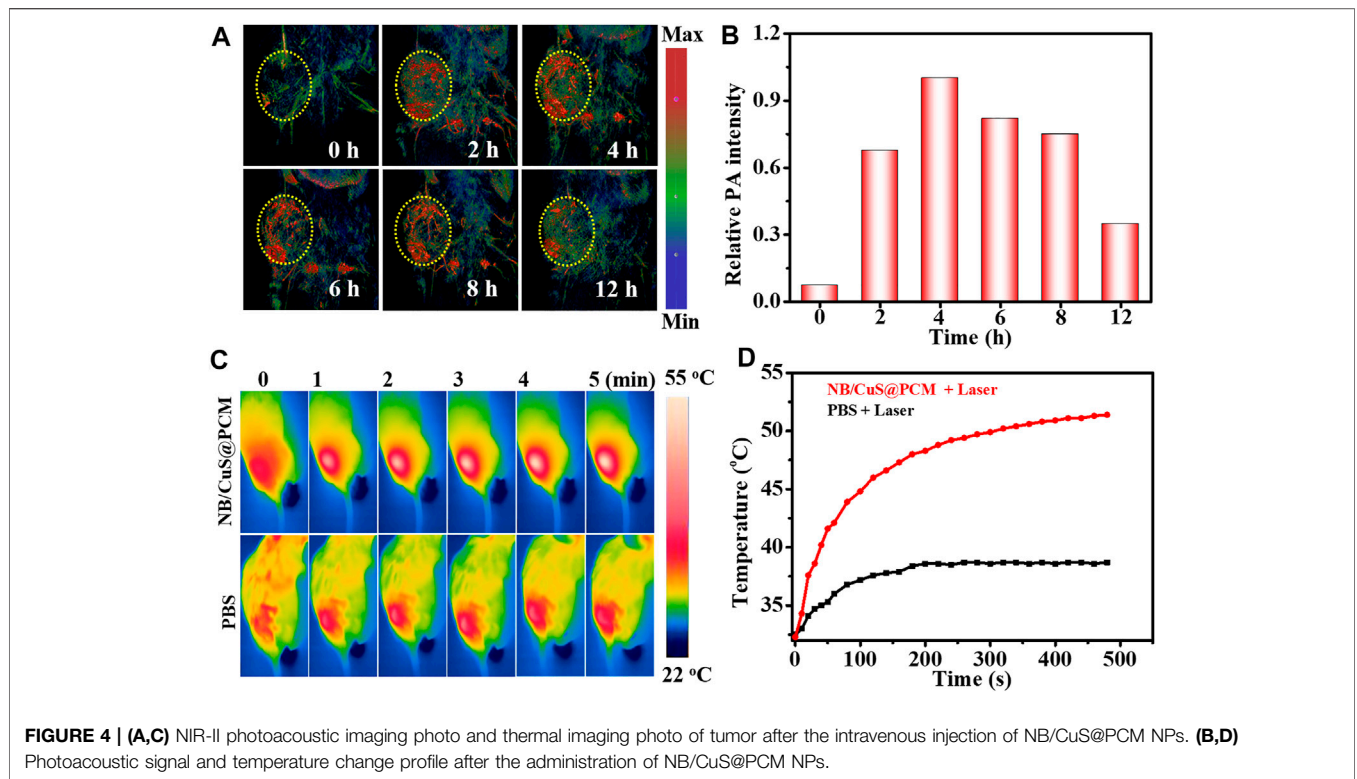 A
0 h
2 h
4 h
6 h
8 h
12 h
Max
Min
B
Relative PA intensity
1.2
0.9
0.6
0.3
0.0
0 2 4 6 8 12
Time (h)
C
0 1 2 3 4 5 (min)
NB/CuS@PCM
PBS
55 °C
22 °C
D
NB/CuS@PCM + Laser
PBS + Laser
Temperature (°C)
55
50
45
40
35
0 100 200 300 400 500
Time (s)
FIGURE 4 | (A,C) NIR-II photoacoustic imaging photo and thermal imaging photo of tumor after the intravenous injection of NB/CuS@PCM NPs. (B,D)
Photoacoustic signal and temperature change profile after the administration of NB/CuS@PCM NPs.